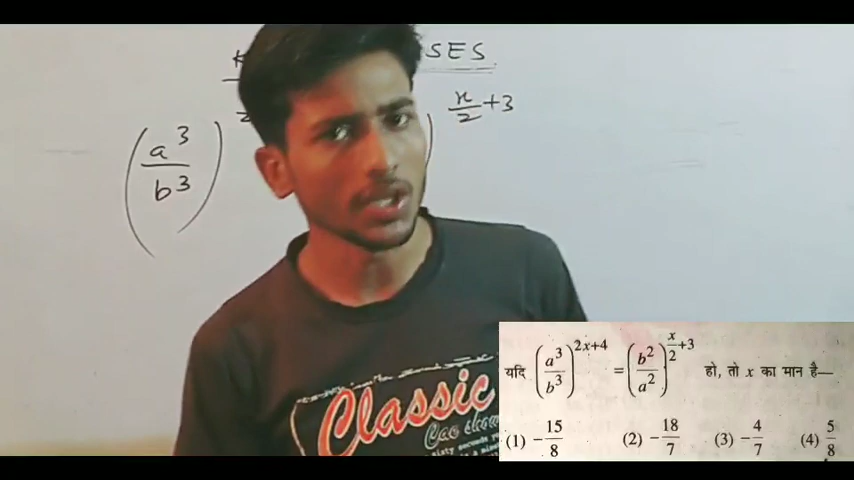 SES
(a³/b³) ) x/2+3
Classic
यदि (a³/b³)^(2x+4) = (b²/a²)^(x/2+3) हो, तो x का मान है—
(1) -15/8 (2) -18/7 (3) -4/7 (4) 5/8